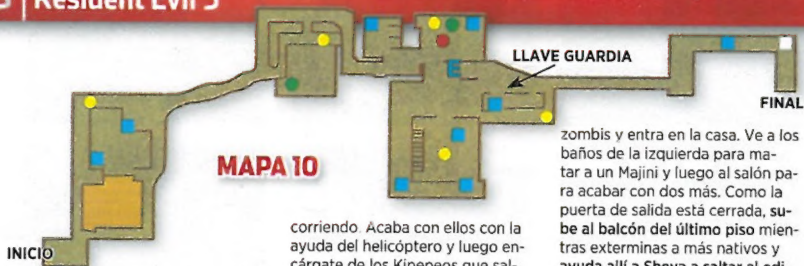 Resident Evil 5
LLAVE GUARDIA
FINAL
MAPA 10
E
INICIO
corriendo. Acaba con ellos con la
ayuda del helicóptero y luego en-
cárgate de los Kipepeos que sal-
zombis y entra en la casa. Ve a los
baños de la izquierda para ma-
tar a un Majini y luego al salón pa-
ra acabar con dos más. Como la
puerta de salida está cerrada, su-
be al balcón del último piso mien-
tras exterminas a más nativos y
ayuda allí a Sheva a saltar al edi-